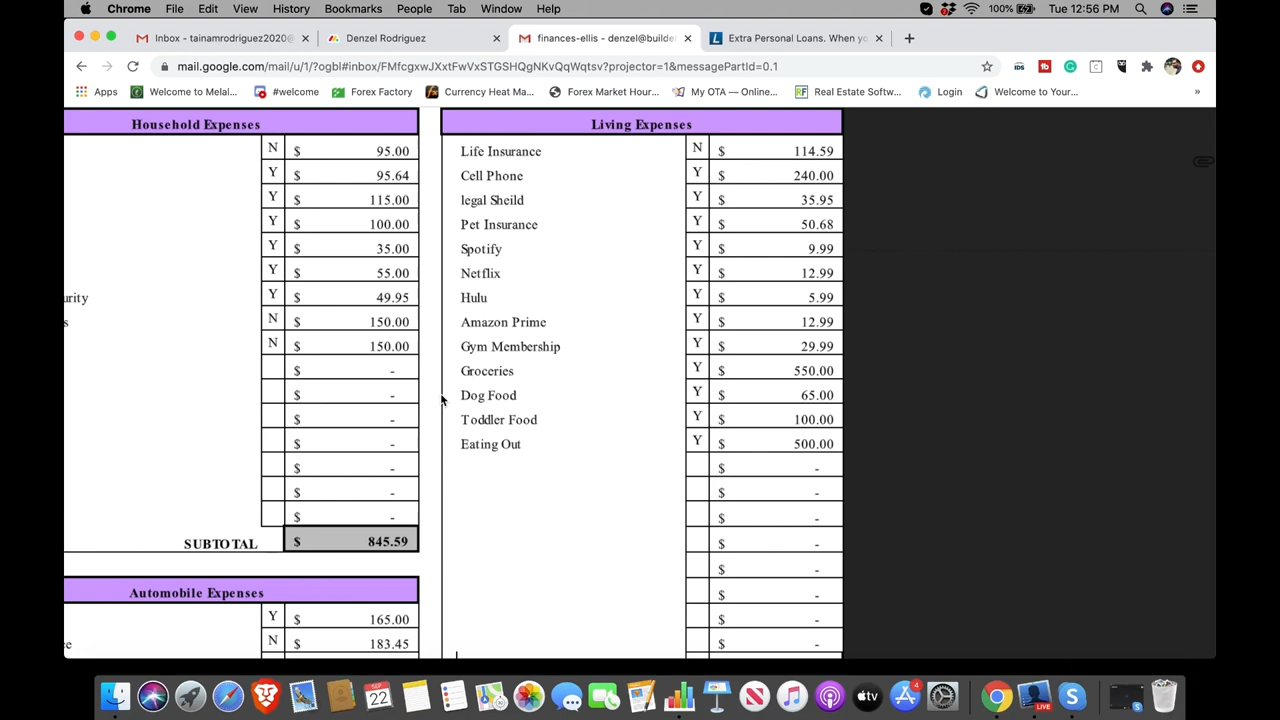 Chrome File Edit View History Bookmarks People Tab Window Help 100% Tue 12:56 PM
Inbox - tainamrodriguez2020@ × Denzel Rodriguez × finances-ellis - denzel@builde × Extra Personal Loans. When yo × +
mail.google.com/mail/u/1/?ogbl#inbox/FMfcgxwJXxtFwVxSTGSHQgNKvQqWqtsv?projector=1&messagePartId=0.1
Apps Welcome to Melal... #welcome Forex Factory Currency Heat Ma... Forex Market Hour... My OTA — Online... Real Estate Softw... Login Welcome to Your... »
Household Expenses Living Expenses
N $ 95.00 Life Insurance N $ 114.59
Y $ 95.64 Cell Phone Y $ 240.00
Y $ 115.00 legal Sheild Y $ 35.95
Y $ 100.00 Pet Insurance Y $ 50.68
Y $ 35.00 Spotify Y $ 9.99
Y $ 55.00 Netflix Y $ 12.99
urity Y $ 49.95 Hulu Y $ 5.99
s N $ 150.00 Amazon Prime Y $ 12.99
N $ 150.00 Gym Membership Y $ 29.99
$ - Groceries Y $ 550.00
$ - Dog Food Y $ 65.00
$ - Toddler Food Y $ 100.00
$ - Eating Out Y $ 500.00
$ - $ -
$ - $ -
$ - $ -
SUBTOTAL $ 845.59 $ -
$ -
Automobile Expenses $ -
Y $ 165.00 $ -
ce N $ 183.45 $ -
SEP
22
tv
4
LIVE